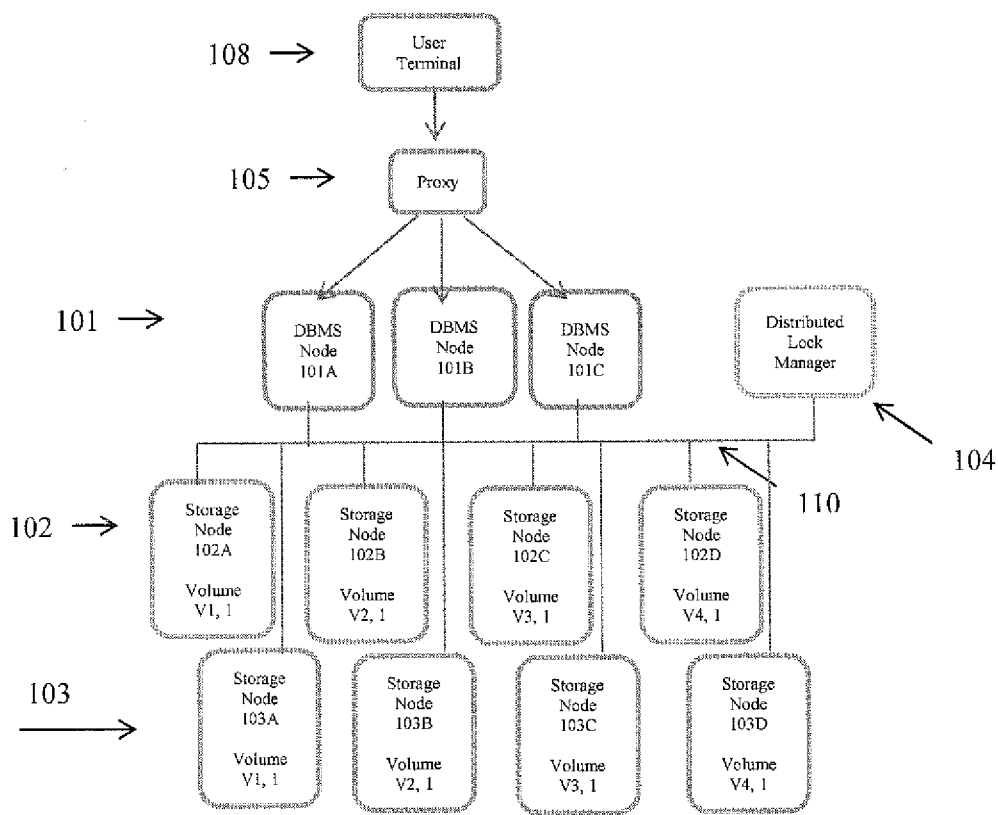 108
User
Terminal
105
Proxy
101
DBMS
Node
101A
DBMS
Node
101B
DBMS
Node
101C
Distributed
Lock
Manager
104
110
102
Storage
Node
102A
Volume
V1, 1
Storage
Node
102B
Volume
V2, 1
Storage
Node
102C
Volume
V3, 1
Storage
Node
102D
Volume
V4, 1
103
Storage
Node
103A
Volume
V1, 1
Storage
Node
103B
Volume
V2, 1
Storage
Node
103C
Volume
V3, 1
Storage
Node
103D
Volume
V4, 1